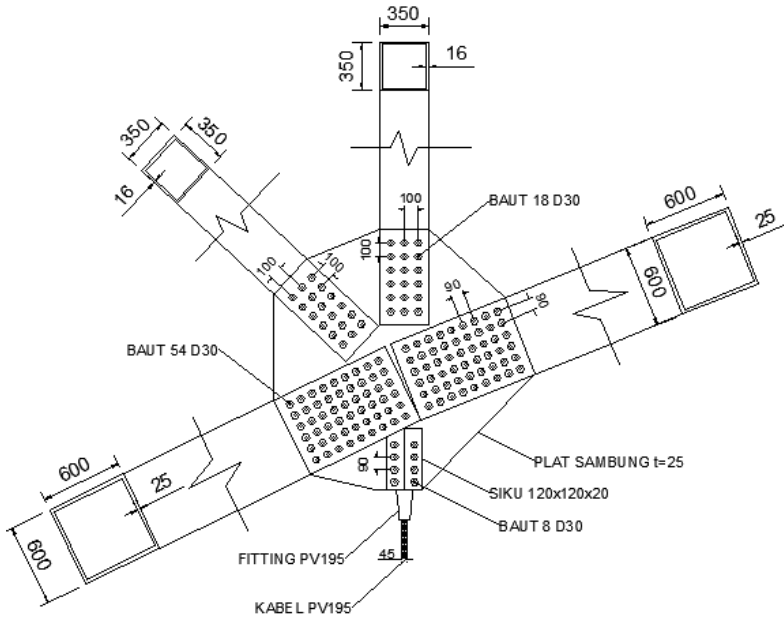 350
350
16
350
350
16
100
100
BAUT 18 D30
100
100
600
25
600
90
90
BAUT 54 D30
600
25
600
90
PLAT SAMBUNG t=25
SIKU 120x120x20
BAUT 8 D30
FITTING PV195
45
KABEL PV195